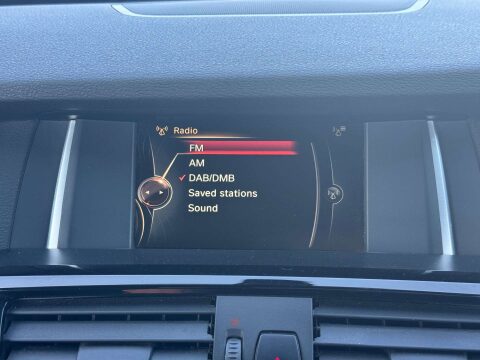 Radio
FM
AM
DAB/DMB
Saved stations
Sound